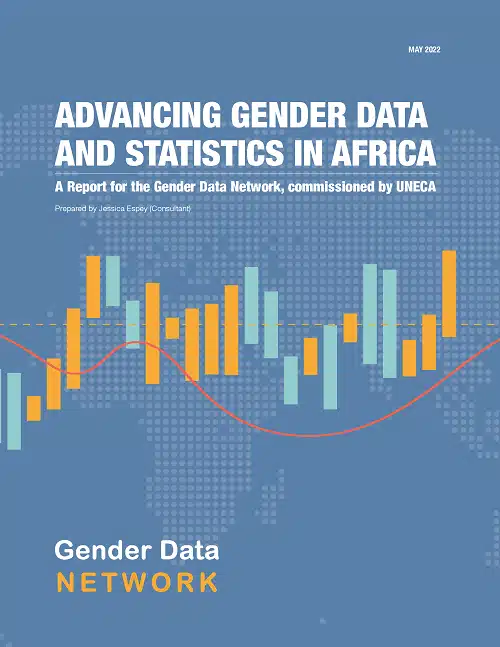 MAY 2022
ADVANCING GENDER DATA
AND STATISTICS IN AFRICA
A Report for the Gender Data Network, commissioned by UNECA
Prepared by Jessica Espey (Consultant)
Gender Data
NETWORK